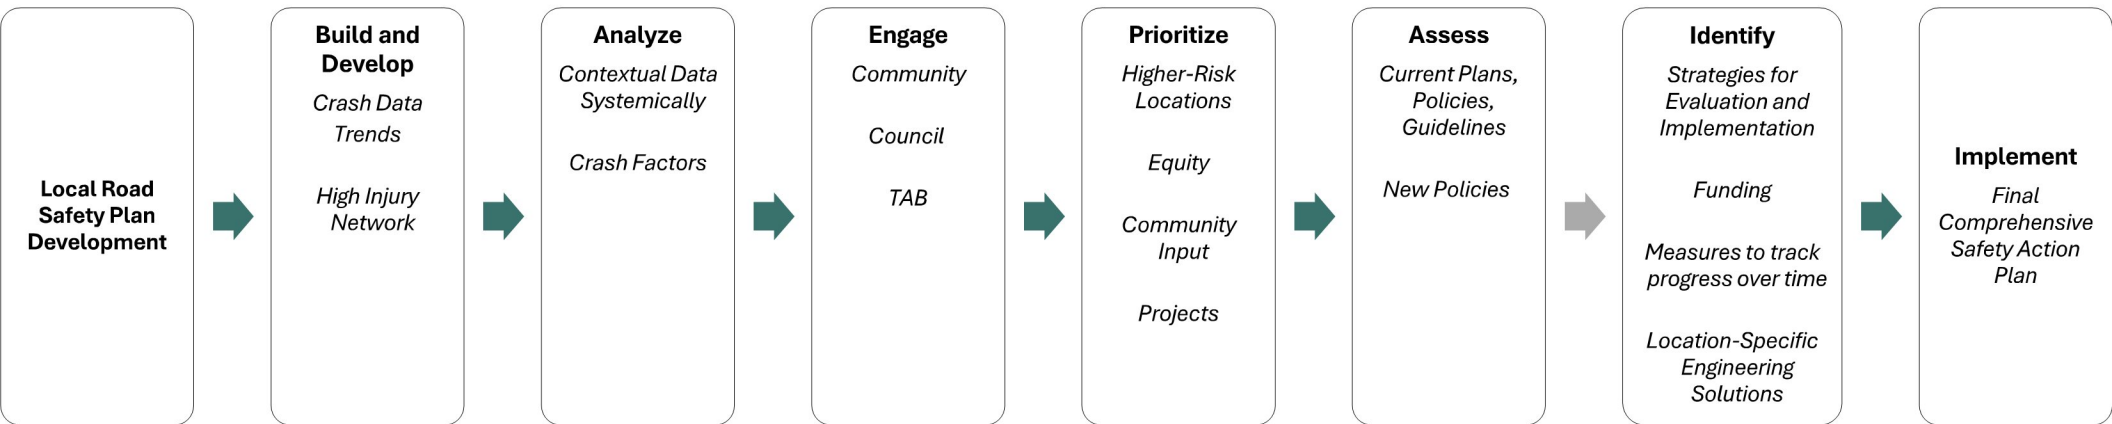 Local Road
Safety Plan
Development
Build and
Develop
Crash Data
Trends
High Injury
Network
Analyze
Contextual Data
Systemically
Crash Factors
Engage
Community
Council
TAB
Prioritize
Higher-Risk
Locations
Equity
Community
Input
Projects
Assess
Current Plans,
Policies,
Guidelines
New Policies
Identify
Strategies for
Evaluation and
Implementation
Funding
Measures to track
progress over time
Location-Specific
Engineering
Solutions
Implement
Final
Comprehensive
Safety Action
Plan